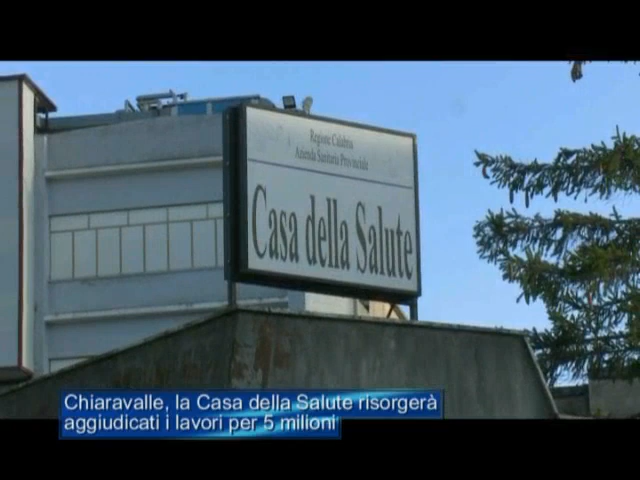 Regione Calabria
Azienda Sanitaria Provinciale
Casa della Salute
Chiaravalle, la Casa della Salute risorgerà
aggiudicati i lavori per 5 milioni